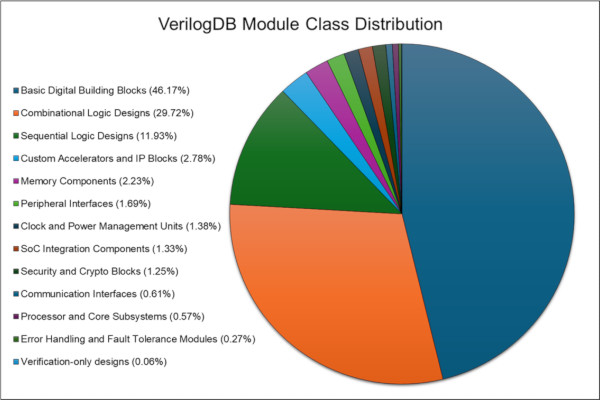 VerilogDB Module Class Distribution
Basic Digital Building Blocks (46.17%)
Combinational Logic Designs (29.72%)
Sequential Logic Designs (11.93%)
Custom Accelerators and IP Blocks (2.78%)
Memory Components (2.23%)
Peripheral Interfaces (1.69%)
Clock and Power Management Units (1.38%)
SoC Integration Components (1.33%)
Security and Crypto Blocks (1.25%)
Communication Interfaces (0.61%)
Processor and Core Subsystems (0.57%)
Error Handling and Fault Tolerance Modules (0.27%)
Verification-only designs (0.06%)